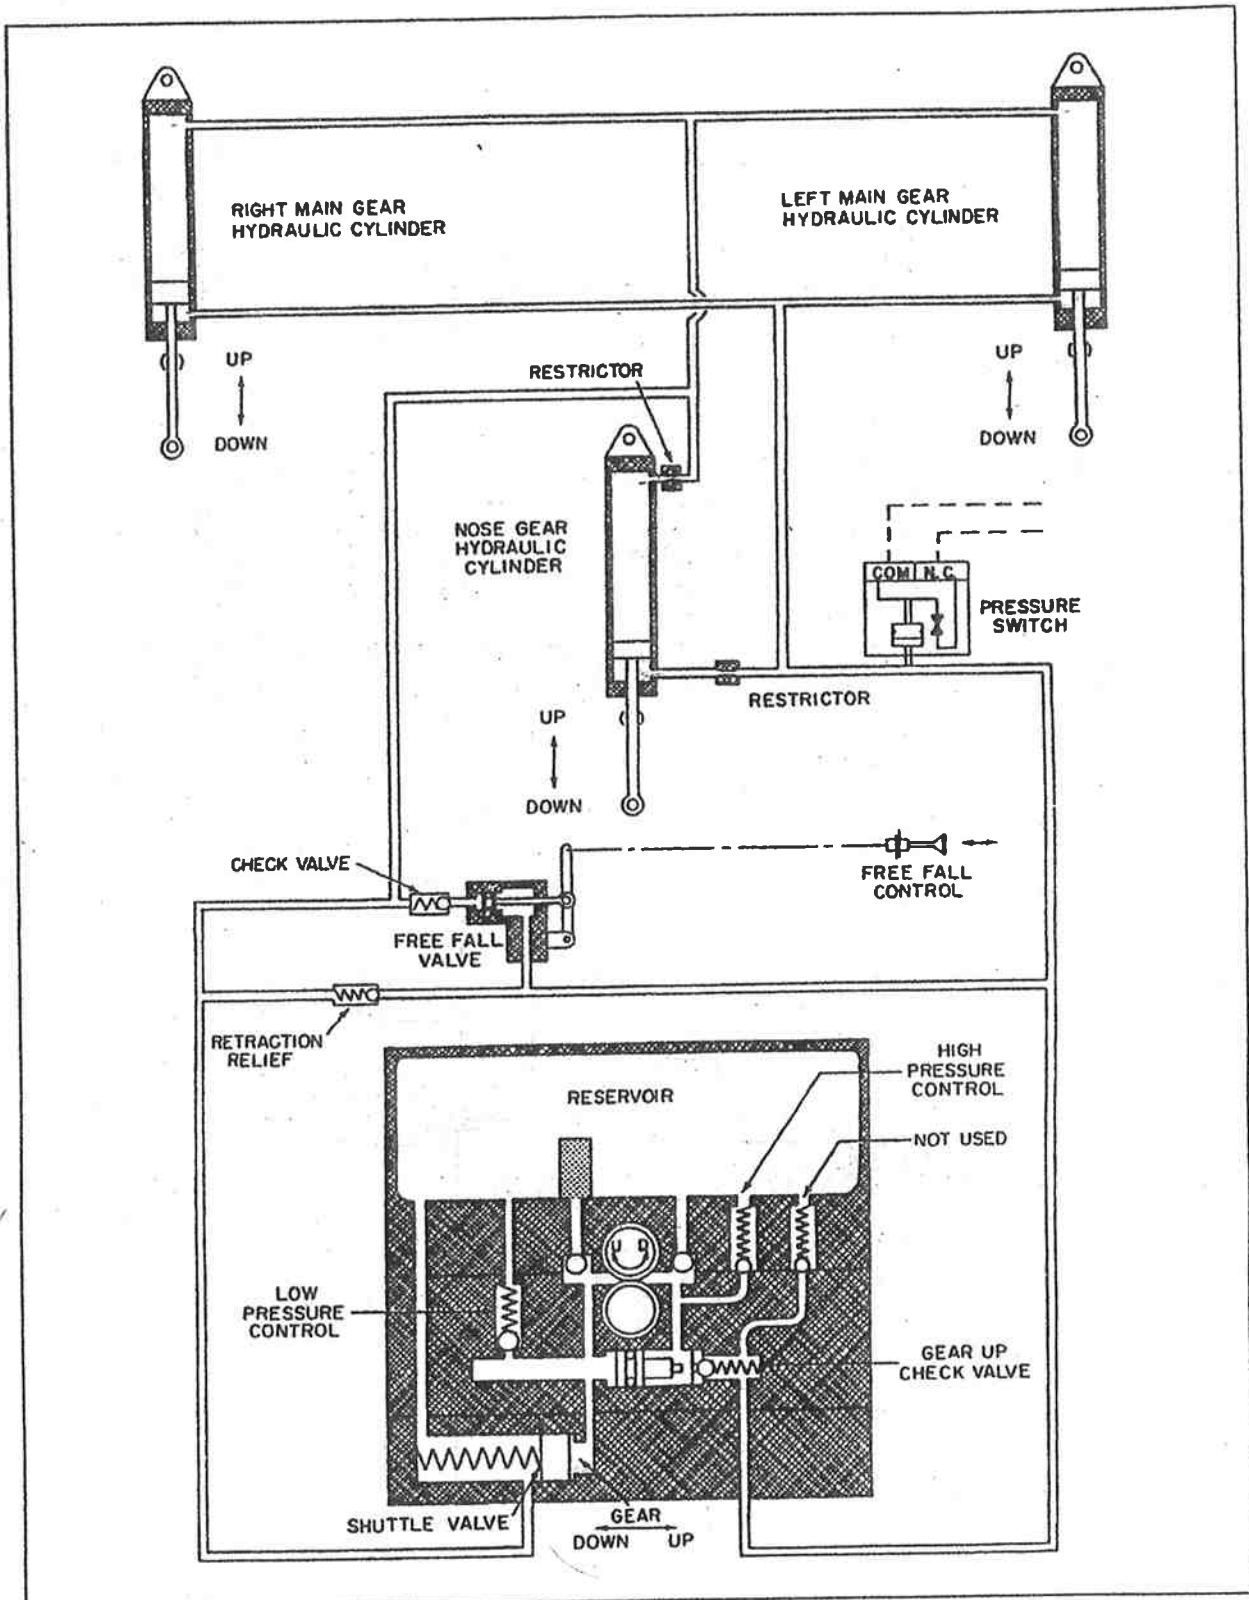 RIGHT MAIN GEAR
HYDRAULIC CYLINDER
LEFT MAIN GEAR
HYDRAULIC CYLINDER
UP
DOWN
UP
DOWN
RESTRICTOR
NOSE GEAR
HYDRAULIC
CYLINDER
COM N.C.
PRESSURE
SWITCH
RESTRICTOR
UP
DOWN
CHECK VALVE
FREE FALL
CONTROL
FREE FALL
VALVE
RETRACTION
RELIEF
HIGH
PRESSURE
CONTROL
RESERVOIR
NOT USED
LOW
PRESSURE
CONTROL
GEAR UP
CHECK VALVE
SHUTTLE VALVE
GEAR
DOWN UP